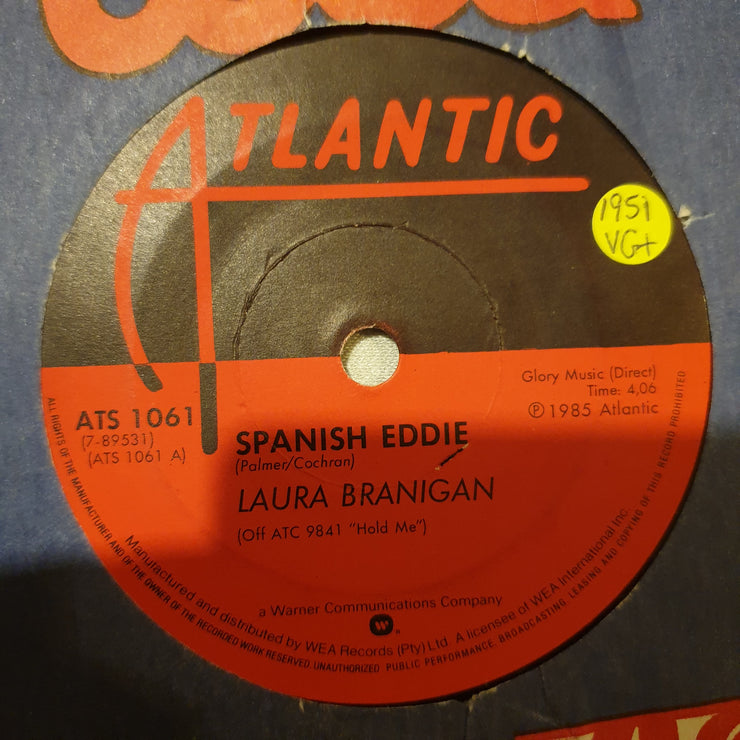 ATLANTIC
1951
VG+
Glory Music (Direct)
Time: 4,06
℗ 1985 Atlantic
ATS 1061
(7-89531)
(ATS 1061 A)
SPANISH EDDIE
(Palmer/Cochran)
LAURA BRANIGAN
(Off ATC 9841 "Hold Me")
a Warner Communications Company
Manufactured and distributed by WEA Records (Pty) Ltd. A licensee of WEA International Inc.
ALL RIGHTS OF THE MANUFACTURER AND OF THE OWNER OF THE RECORDED WORK RESERVED. UNAUTHORIZED PUBLIC PERFORMANCE, BROADCASTING, LEASING AND COPYING OF THIS RECORD PROHIBITED